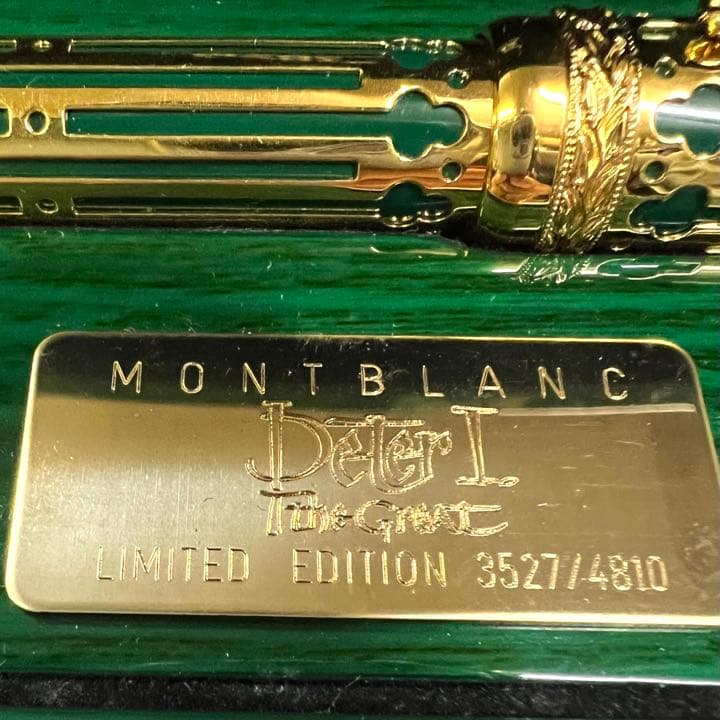 MONTBLANC
Peter I
the Great
LIMITED EDITION 3527/4810